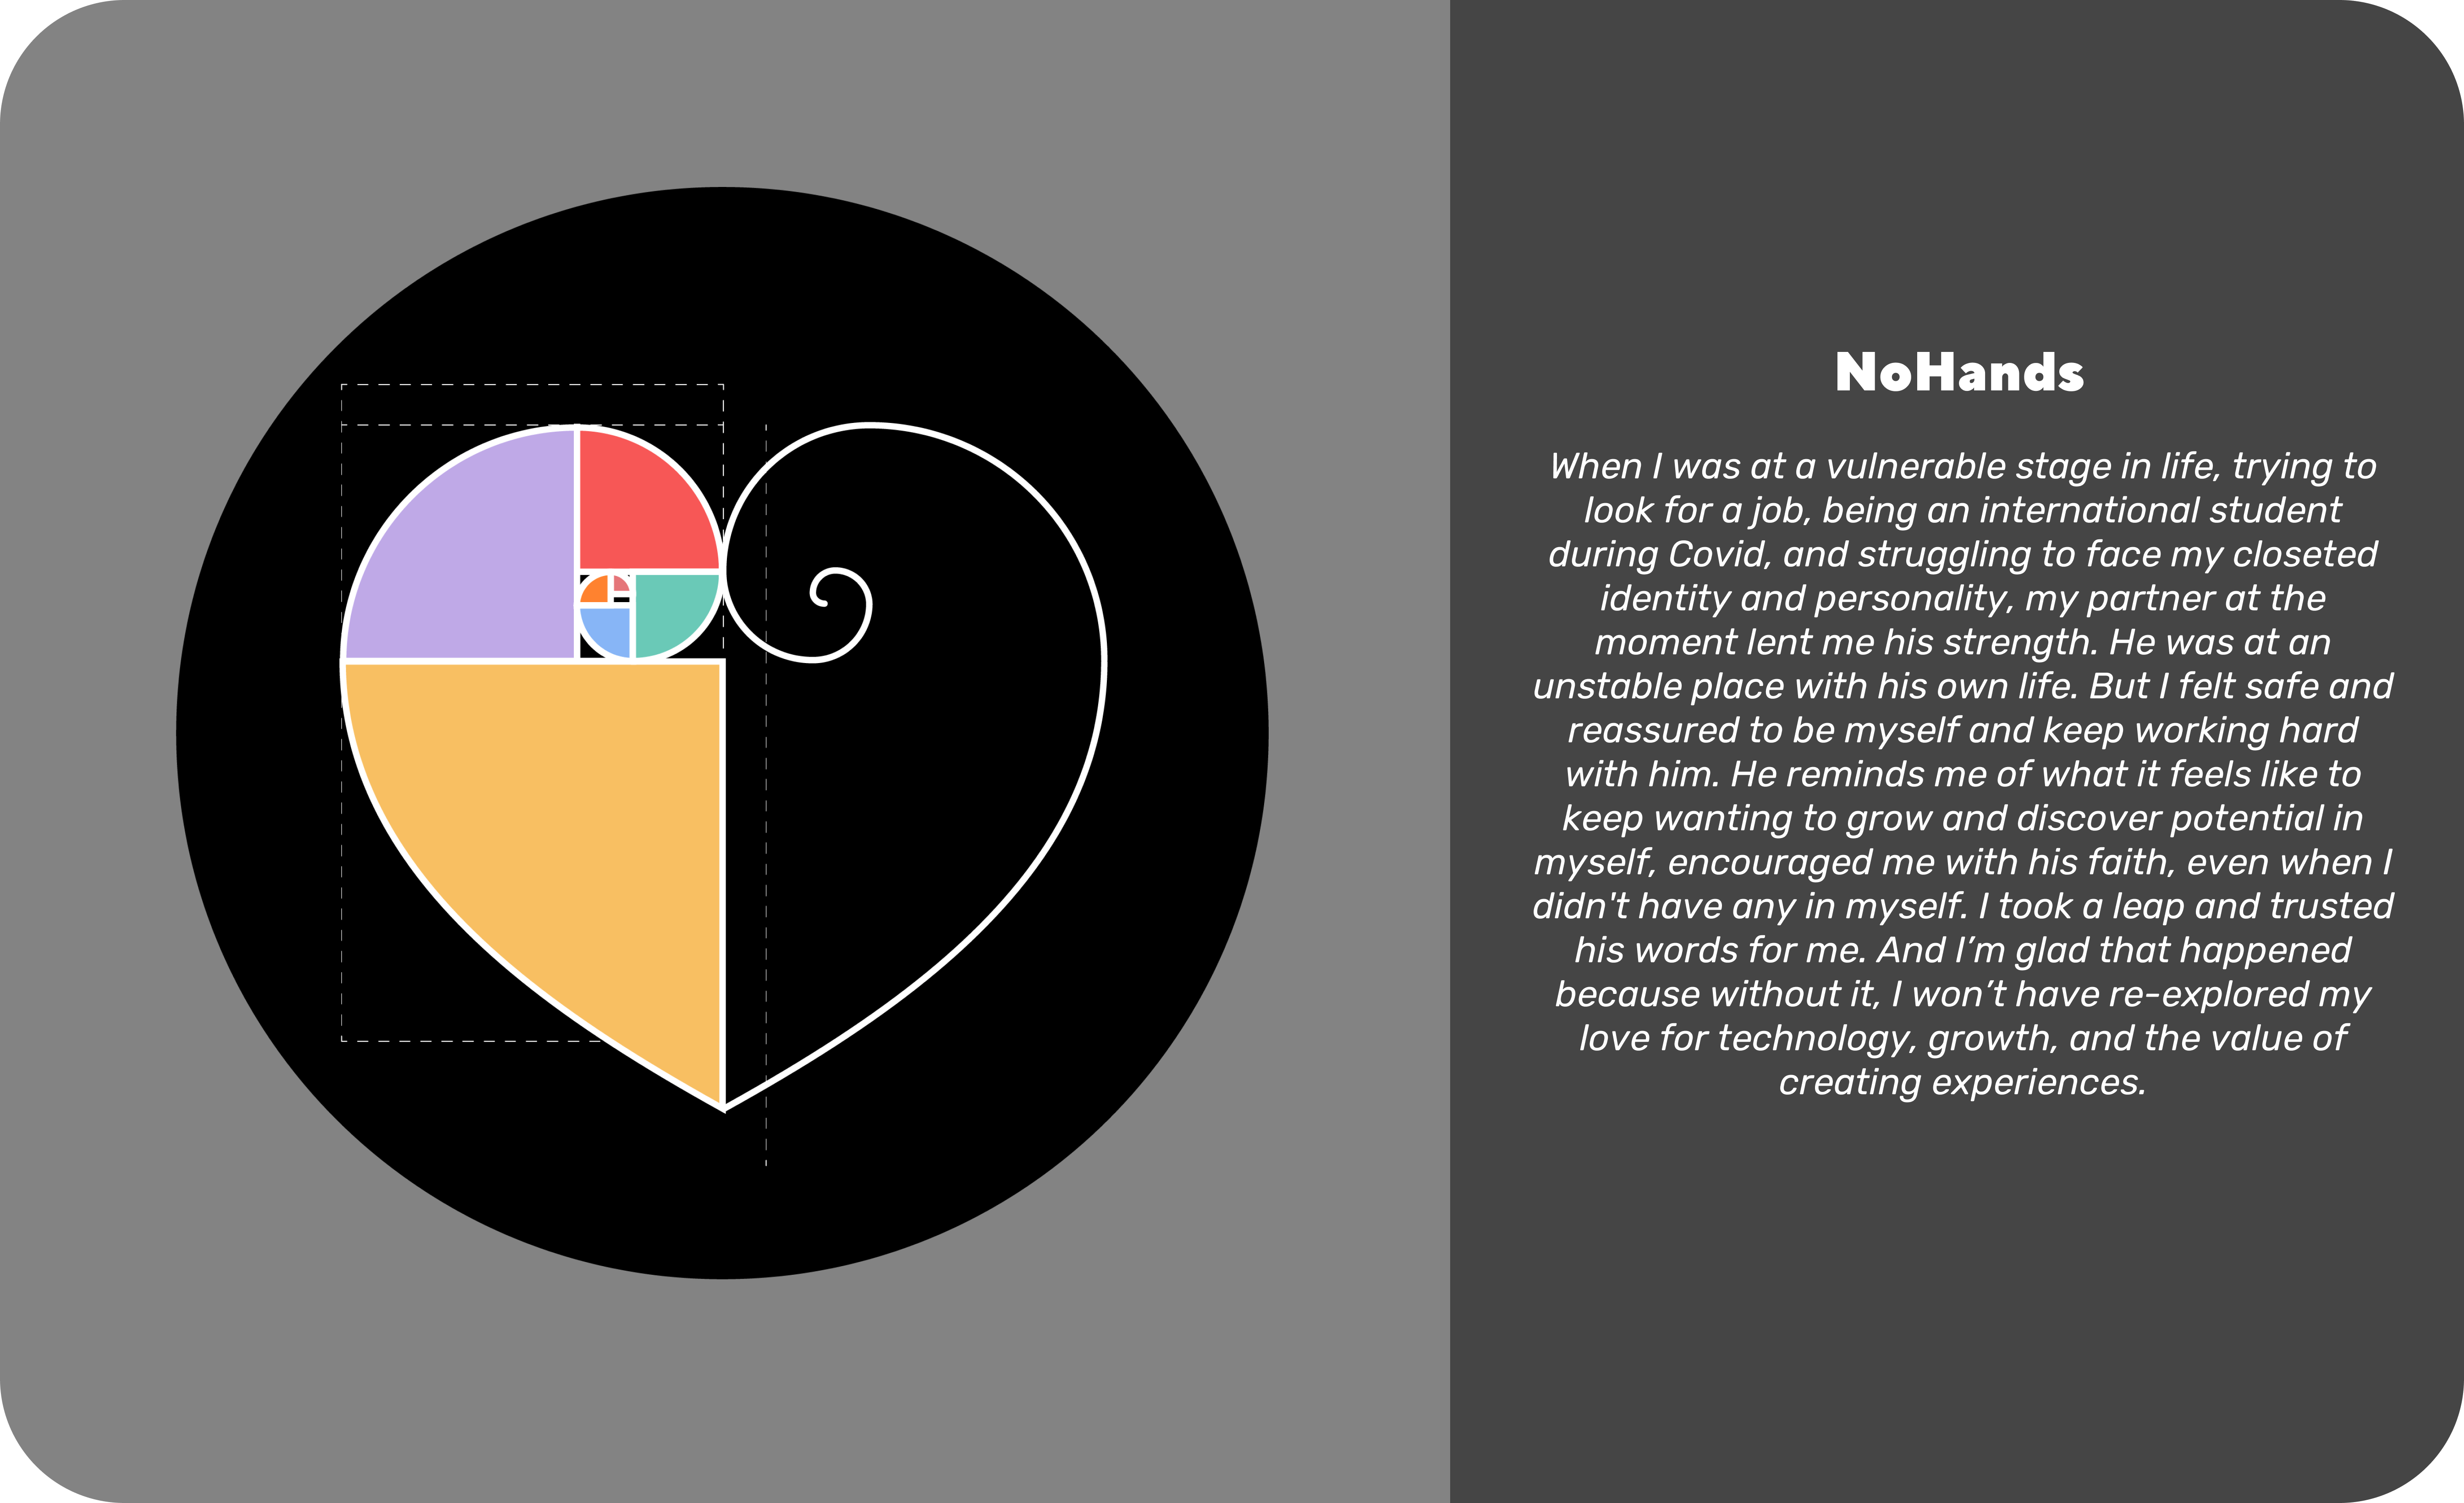 NoHands
When I was at a vulnerable stage in life, trying to
look for a job, being an international student
during Covid, and struggling to face my closeted
identity and personality, my partner at the
moment lent me his strength. He was at an
unstable place with his own life. But I felt safe and
reassured to be myself and keep working hard
with him. He reminds me of what it feels like to
keep wanting to grow and discover potential in
myself, encouraged me with his faith, even when I
didn't have any in myself. I took a leap and trusted
his words for me. And I’m glad that happened
because without it, I won’t have re-explored my
love for technology, growth, and the value of
creating experiences.